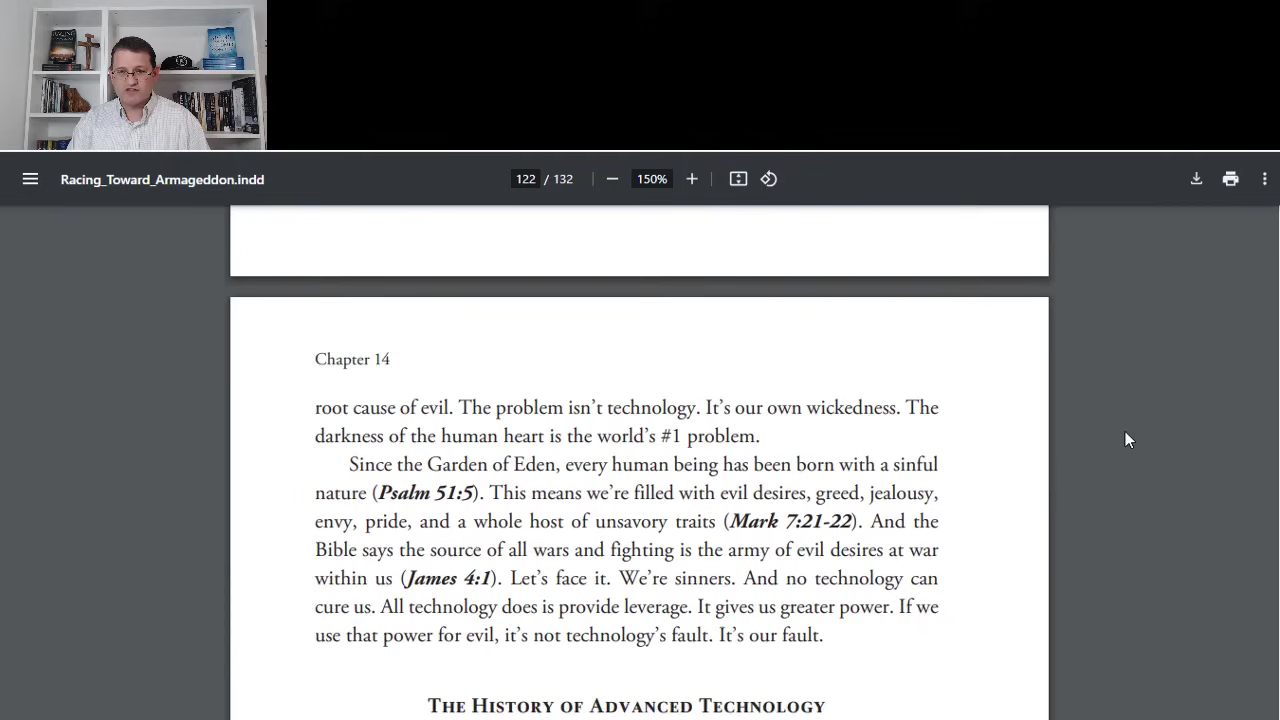 Racing_Toward_Armageddon.indd
122 / 132
150%
Chapter 14
root cause of evil. The problem isn’t technology. It’s our own wickedness. The
darkness of the human heart is the world’s #1 problem.
Since the Garden of Eden, every human being has been born with a sinful
nature (Psalm 51:5). This means we’re filled with evil desires, greed, jealousy,
envy, pride, and a whole host of unsavory traits (Mark 7:21-22). And the
Bible says the source of all wars and fighting is the army of evil desires at war
within us (James 4:1). Let’s face it. We’re sinners. And no technology can
cure us. All technology does is provide leverage. It gives us greater power. If we
use that power for evil, it’s not technology’s fault. It’s our fault.
The History of Advanced Technology